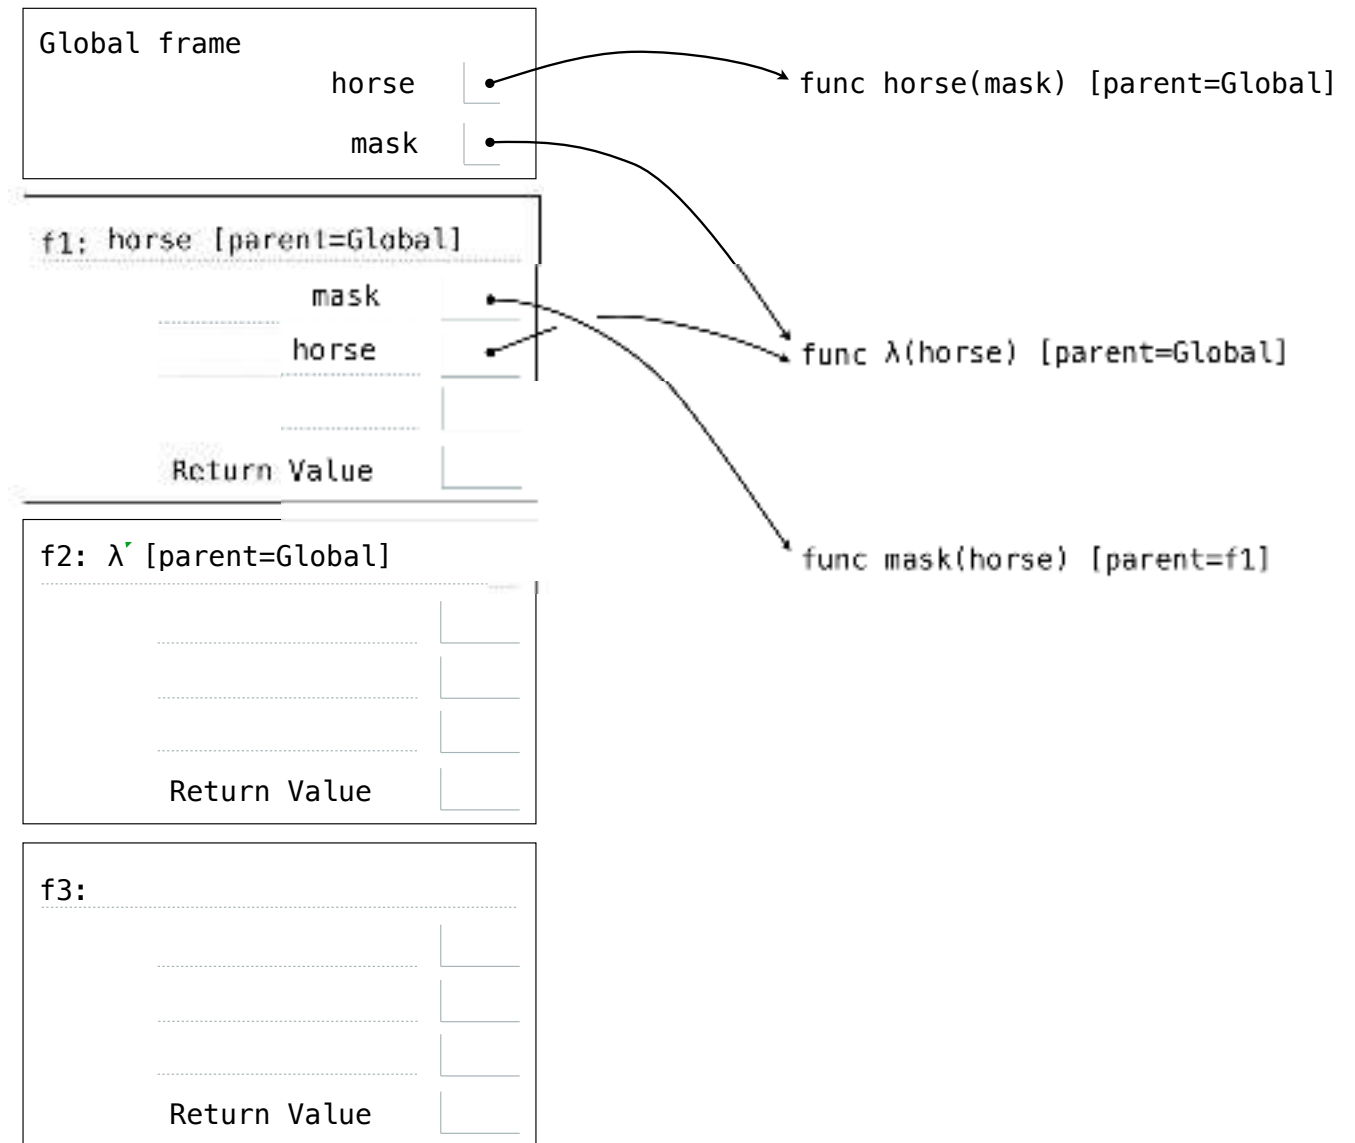 Global frame
horse
func horse(mask) [parent=Global]
mask
f1: horse [parent=Global]
mask
horse
func λ(horse) [parent=Global]
Return Value
f2: λ [parent=Global]
func mask(horse) [parent=f1]
Return Value
f3:
Return Value